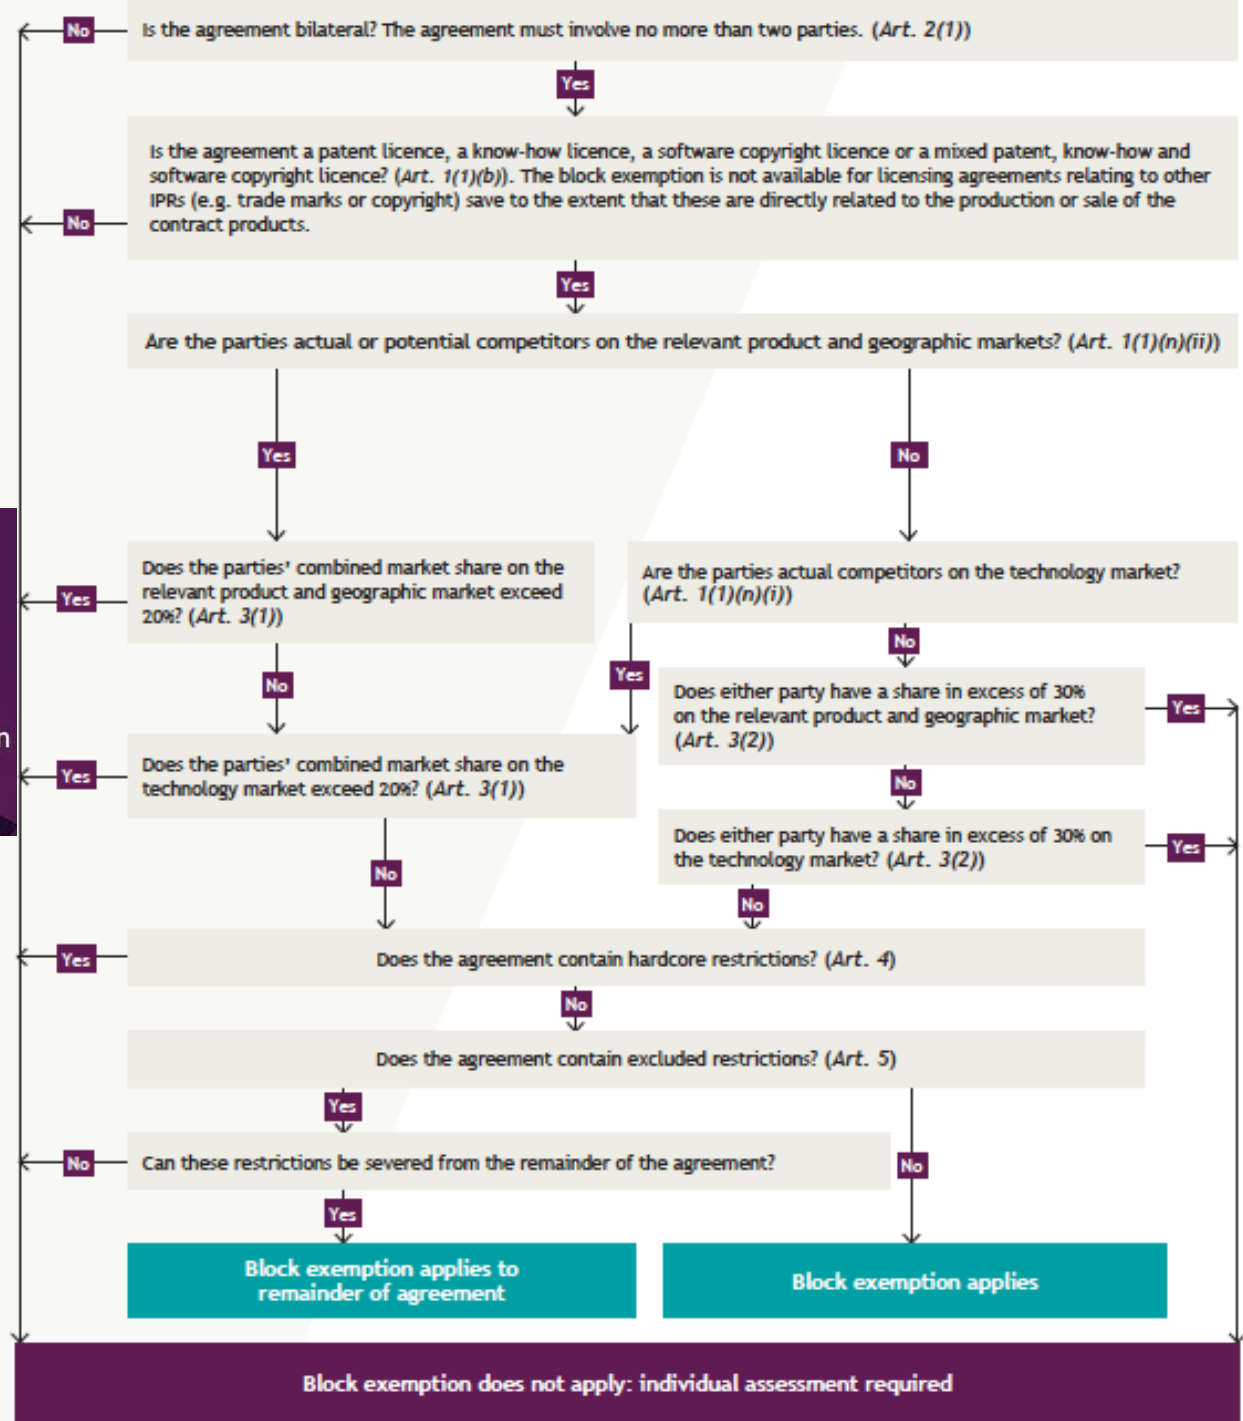 No
Is the agreement bilateral? The agreement must involve no more than two parties. (Art. 2(1))
Yes
Is the agreement a patent licence, a know-how licence, a software copyright licence or a mixed patent, know-how and
software copyright licence? (Art. 1(1)(b)). The block exemption is not available for licensing agreements relating to other
IPRs (e.g. trade marks or copyright) save to the extent that these are directly related to the production or sale of the
contract products.
No
Yes
Are the parties actual or potential competitors on the relevant product and geographic markets? (Art. 1(1)(n)(ii))
Yes
No
Does the parties' combined market share on the
relevant product and geographic market exceed
20%? (Art. 3(1))
Yes
Are the parties actual competitors on the technology market?
(Art. 1(1)(n)(i))
No
No
Yes
Does either party have a share in excess of 30%
on the relevant product and geographic market?
(Art. 3(2))
Yes
n
Does the parties' combined market share on the
technology market exceed 20%? (Art. 3(1))
Yes
No
Does either party have a share in excess of 30% on
the technology market? (Art. 3(2))
Yes
No
No
Does the agreement contain hardcore restrictions? (Art. 4)
Yes
No
Does the agreement contain excluded restrictions? (Art. 5)
Yes
Can these restrictions be severed from the remainder of the agreement?
No
No
Yes
Block exemption applies to
remainder of agreement
Block exemption applies
Block exemption does not apply: individual assessment required